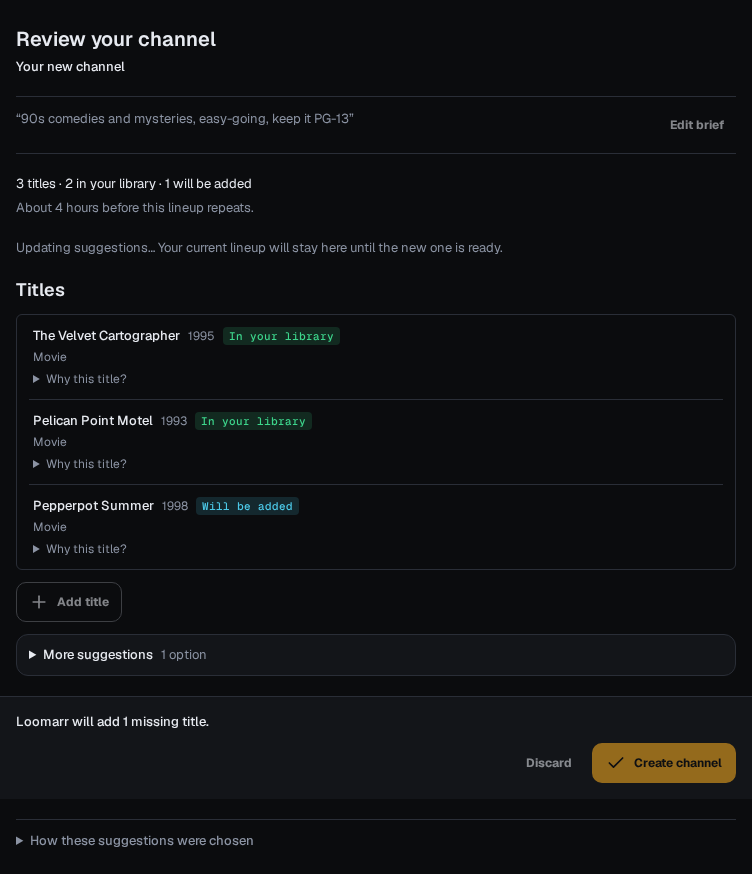 Review your channel
Your new channel
“90s comedies and mysteries, easy-going, keep it PG-13”
Edit brief
3 titles · 2 in your library · 1 will be added
About 4 hours before this lineup repeats.
Updating suggestions… Your current lineup will stay here until the new one is ready.
Titles
The Velvet Cartographer 1995 In your library
Movie
Why this title?
Pelican Point Motel 1993 In your library
Movie
Why this title?
Pepperpot Summer 1998 Will be added
Movie
Why this title?
Add title
More suggestions 1 option
Loomarr will add 1 missing title.
Discard
Create channel
How these suggestions were chosen